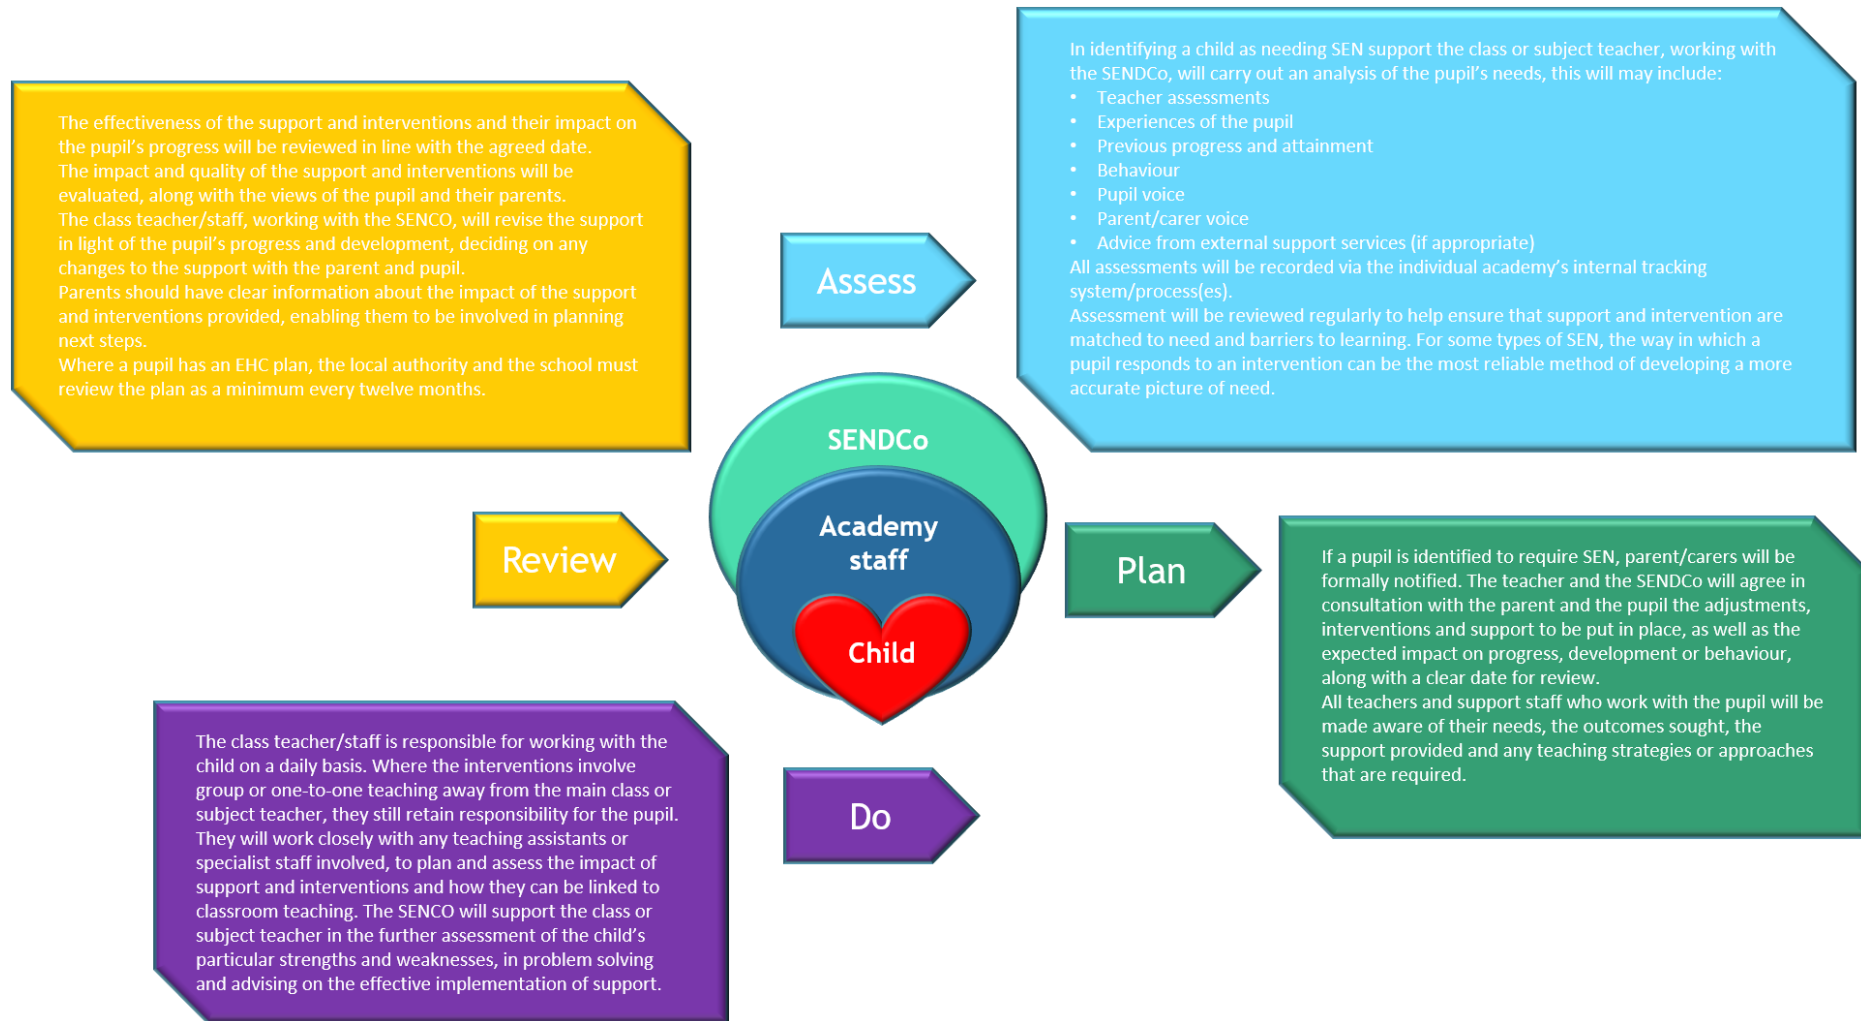 In identifying a child as needing SEN support the class or subject teacher, working with
the SENDCo, will carry out an analysis of the pupil’s needs, this will may include:
• Teacher assessments
• Experiences of the pupil
• Previous progress and attainment
• Behaviour
• Pupil voice
• Parent/carer voice
• Advice from external support services (if appropriate)
All assessments will be recorded via the individual academy’s internal tracking
system/process(es).
Assessment will be reviewed regularly to help ensure that support and intervention are
matched to need and barriers to learning. For some types of SEN, the way in which a
pupil responds to an intervention can be the most reliable method of developing a more
accurate picture of need.
The effectiveness of the support and interventions and their impact on
the pupil’s progress will be reviewed in line with the agreed date.
The impact and quality of the support and interventions will be
evaluated, along with the views of the pupil and their parents.
The class teacher/staff, working with the SENCO, will revise the support
in light of the pupil’s progress and development, deciding on any
changes to the support with the parent and pupil.
Parents should have clear information about the impact of the support
and interventions provided, enabling them to be involved in planning
next steps.
Where a pupil has an EHC plan, the local authority and the school must
review the plan as a minimum every twelve months.
Assess
SENDCo
Academy
staff
Child
Review
Plan
If a pupil is identified to require SEN, parent/carers will be
formally notified. The teacher and the SENDCo will agree in
consultation with the parent and the pupil the adjustments,
interventions and support to be put in place, as well as the
expected impact on progress, development or behaviour,
along with a clear date for review.
All teachers and support staff who work with the pupil will be
made aware of their needs, the outcomes sought, the
support provided and any teaching strategies or approaches
that are required.
The class teacher/staff is responsible for working with the
child on a daily basis. Where the interventions involve
group or one-to-one teaching away from the main class or
subject teacher, they still retain responsibility for the pupil.
They will work closely with any teaching assistants or
specialist staff involved, to plan and assess the impact of
support and interventions and how they can be linked to
classroom teaching. The SENCO will support the class or
subject teacher in the further assessment of the child’s
particular strengths and weaknesses, in problem solving
and advising on the effective implementation of support.
Do